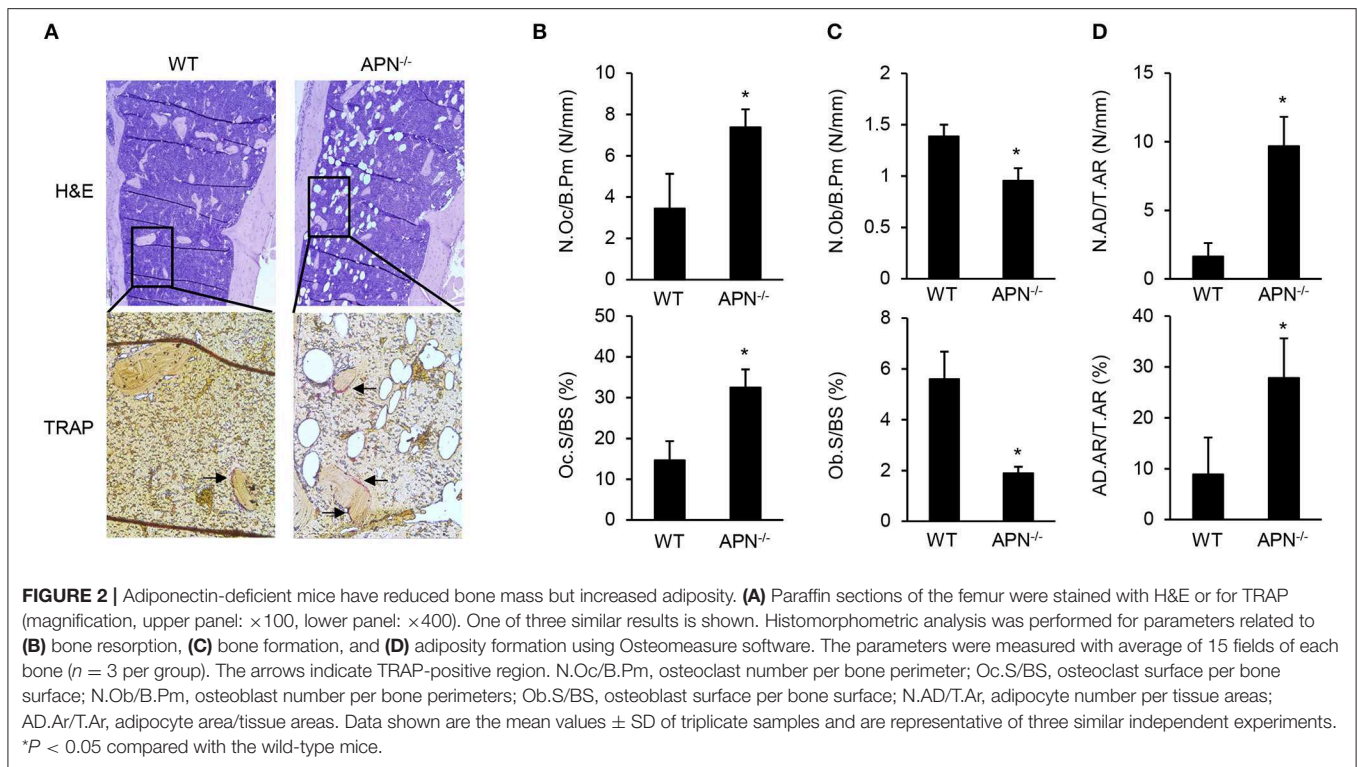 A
WT
APN-/-
H&E
TRAP
B
N.Oc/B.Pm (N/mm)
10
8
6
4
2
0
*
WT
APN-/-
Oc.S/BS (%)
50
40
30
20
10
0
*
WT
APN-/-
C
N.Ob/B.Pm (N/mm)
2
1.5
1
0.5
0
*
WT
APN-/-
Ob.S/BS (%)
8
6
4
2
0
*
WT
APN-/-
D
N.AD/T.AR (N/mm)
15
10
5
0
*
WT
APN-/-
AD.AR/T.AR (%)
40
30
20
10
0
*
WT
APN-/-
FIGURE 2 | Adiponectin-deficient mice have reduced bone mass but increased adiposity. (A) Paraffin sections of the femur were stained with H&E or for TRAP
(magnification, upper panel: ×100, lower panel: ×400). One of three similar results is shown. Histomorphometric analysis was performed for parameters related to
(B) bone resorption, (C) bone formation, and (D) adiposity formation using Osteomeasure software. The parameters were measured with average of 15 fields of each
bone (n = 3 per group). The arrows indicate TRAP-positive region. N.Oc/B.Pm, osteoclast number per bone perimeter; Oc.S/BS, osteoclast surface per bone
surface; N.Ob/B.Pm, osteoblast number per bone perimeters; Ob.S/BS, osteoblast surface per bone surface; N.AD/T.Ar, adipocyte number per tissue areas;
AD.Ar/T.Ar, adipocyte area/tissue areas. Data shown are the mean values ± SD of triplicate samples and are representative of three similar independent experiments.
*P < 0.05 compared with the wild-type mice.